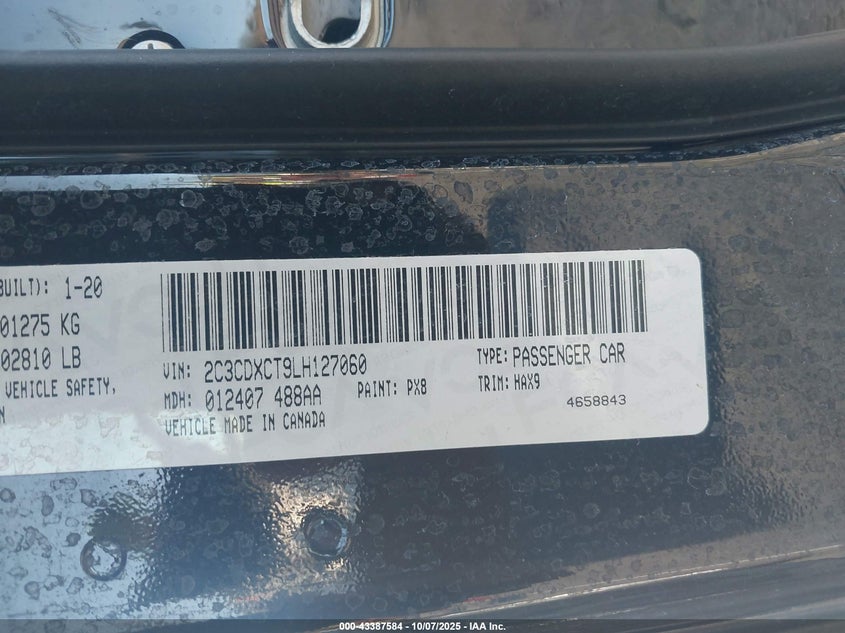 BUILT): 1-20
01275 KG
02810 LB
VEHICLE SAFETY,
N
VIN: 2C3CDXCT9LH127060
TYPE: PASSENGER CAR
MDH: 012407 488AA
PAINT: PX8
TRIM: HAX9
VEHICLE MADE IN CANADA
4658843
000-43387584 - 10/07/2025 - IAA Inc.